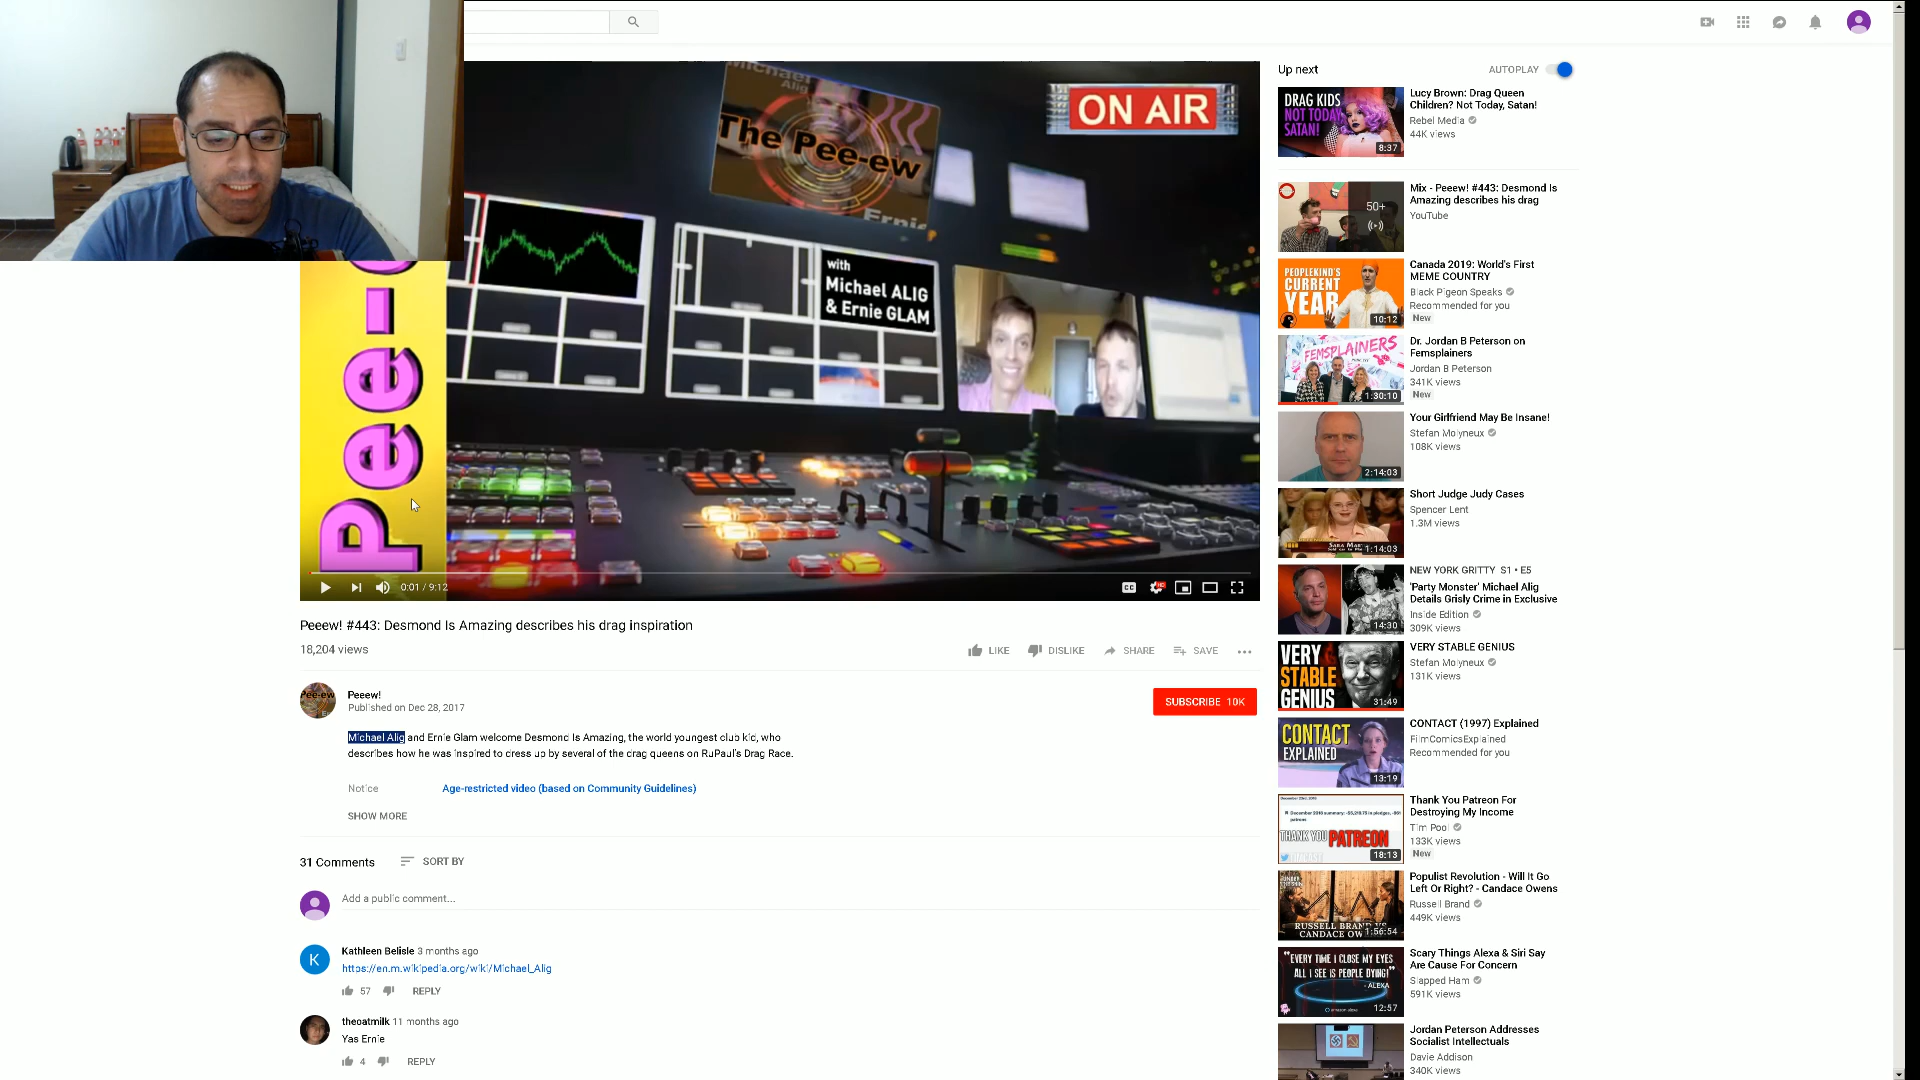 Michael
Alig
The Pee-ew
Ernie
ON AIR
with
Michael ALIG
& Ernie GLAM
Pee-e
0:01 / 9:12
CC
HD
Peeew! #443: Desmond Is Amazing describes his drag inspiration
18,204 views
LIKE
DISLIKE
SHARE
SAVE
Pee-ew
Peeew!
Published on Dec 28, 2017
SUBSCRIBE 10K
Michael Alig and Ernie Glam welcome Desmond Is Amazing, the world youngest club kid, who
describes how he was inspired to dress up by several of the drag queens on RuPaul's Drag Race.
Notice
Age-restricted video (based on Community Guidelines)
SHOW MORE
31 Comments
SORT BY
Add a public comment...
K
Kathleen Belisle 3 months ago
https://en.m.wikipedia.org/wiki/Michael_Alig
57
REPLY
theoatmilk 11 months ago
Yas Ernie
4
REPLY
Up next
AUTOPLAY
DRAG KIDS
NOT TODAY
SATAN!
8:37
Lucy Brown: Drag Queen
Children? Not Today, Satan!
Rebel Media
44K views
50+
Mix - Peeew! #443: Desmond Is
Amazing describes his drag
YouTube
PEOPLEKIND'S
CURRENT
YEAR
10:12
Canada 2019: World's First
MEME COUNTRY
Black Pigeon Speaks
Recommended for you
New
FEMSPLAINERS
1:30:10
Dr. Jordan B Peterson on
Femsplainers
Jordan B Peterson
341K views
New
2:14:03
Your Girlfriend May Be Insane!
Stefan Molyneux
108K views
1:14:03
Short Judge Judy Cases
Spencer Lent
1.3M views
14:30
NEW YORK GRITTY S1 • E5
'Party Monster' Michael Alig
Details Grisly Crime in Exclusive
Inside Edition
309K views
VERY
STABLE
GENIUS
31:49
VERY STABLE GENIUS
Stefan Molyneux
131K views
CONTACT
EXPLAINED
13:19
CONTACT (1997) Explained
FilmComicsExplained
Recommended for you
THANK YOU PATREON
18:13
Thank You Patreon For
Destroying My Income
Tim Pool
133K views
New
RUSSELL BRAND VS
CANDACE OW
1:56:54
Populist Revolution - Will It Go
Left Or Right? - Candace Owens
Russell Brand
449K views
"EVERY TIME I CLOSE MY EYES
ALL I SEE IS PEOPLE DYING!"
- ALEXA
amazon alexa
12:57
Scary Things Alexa & Siri Say
Are Cause For Concern
Slapped Ham
591K views
Jordan Peterson Addresses
Socialist Intellectuals
Davie Addison
340K views